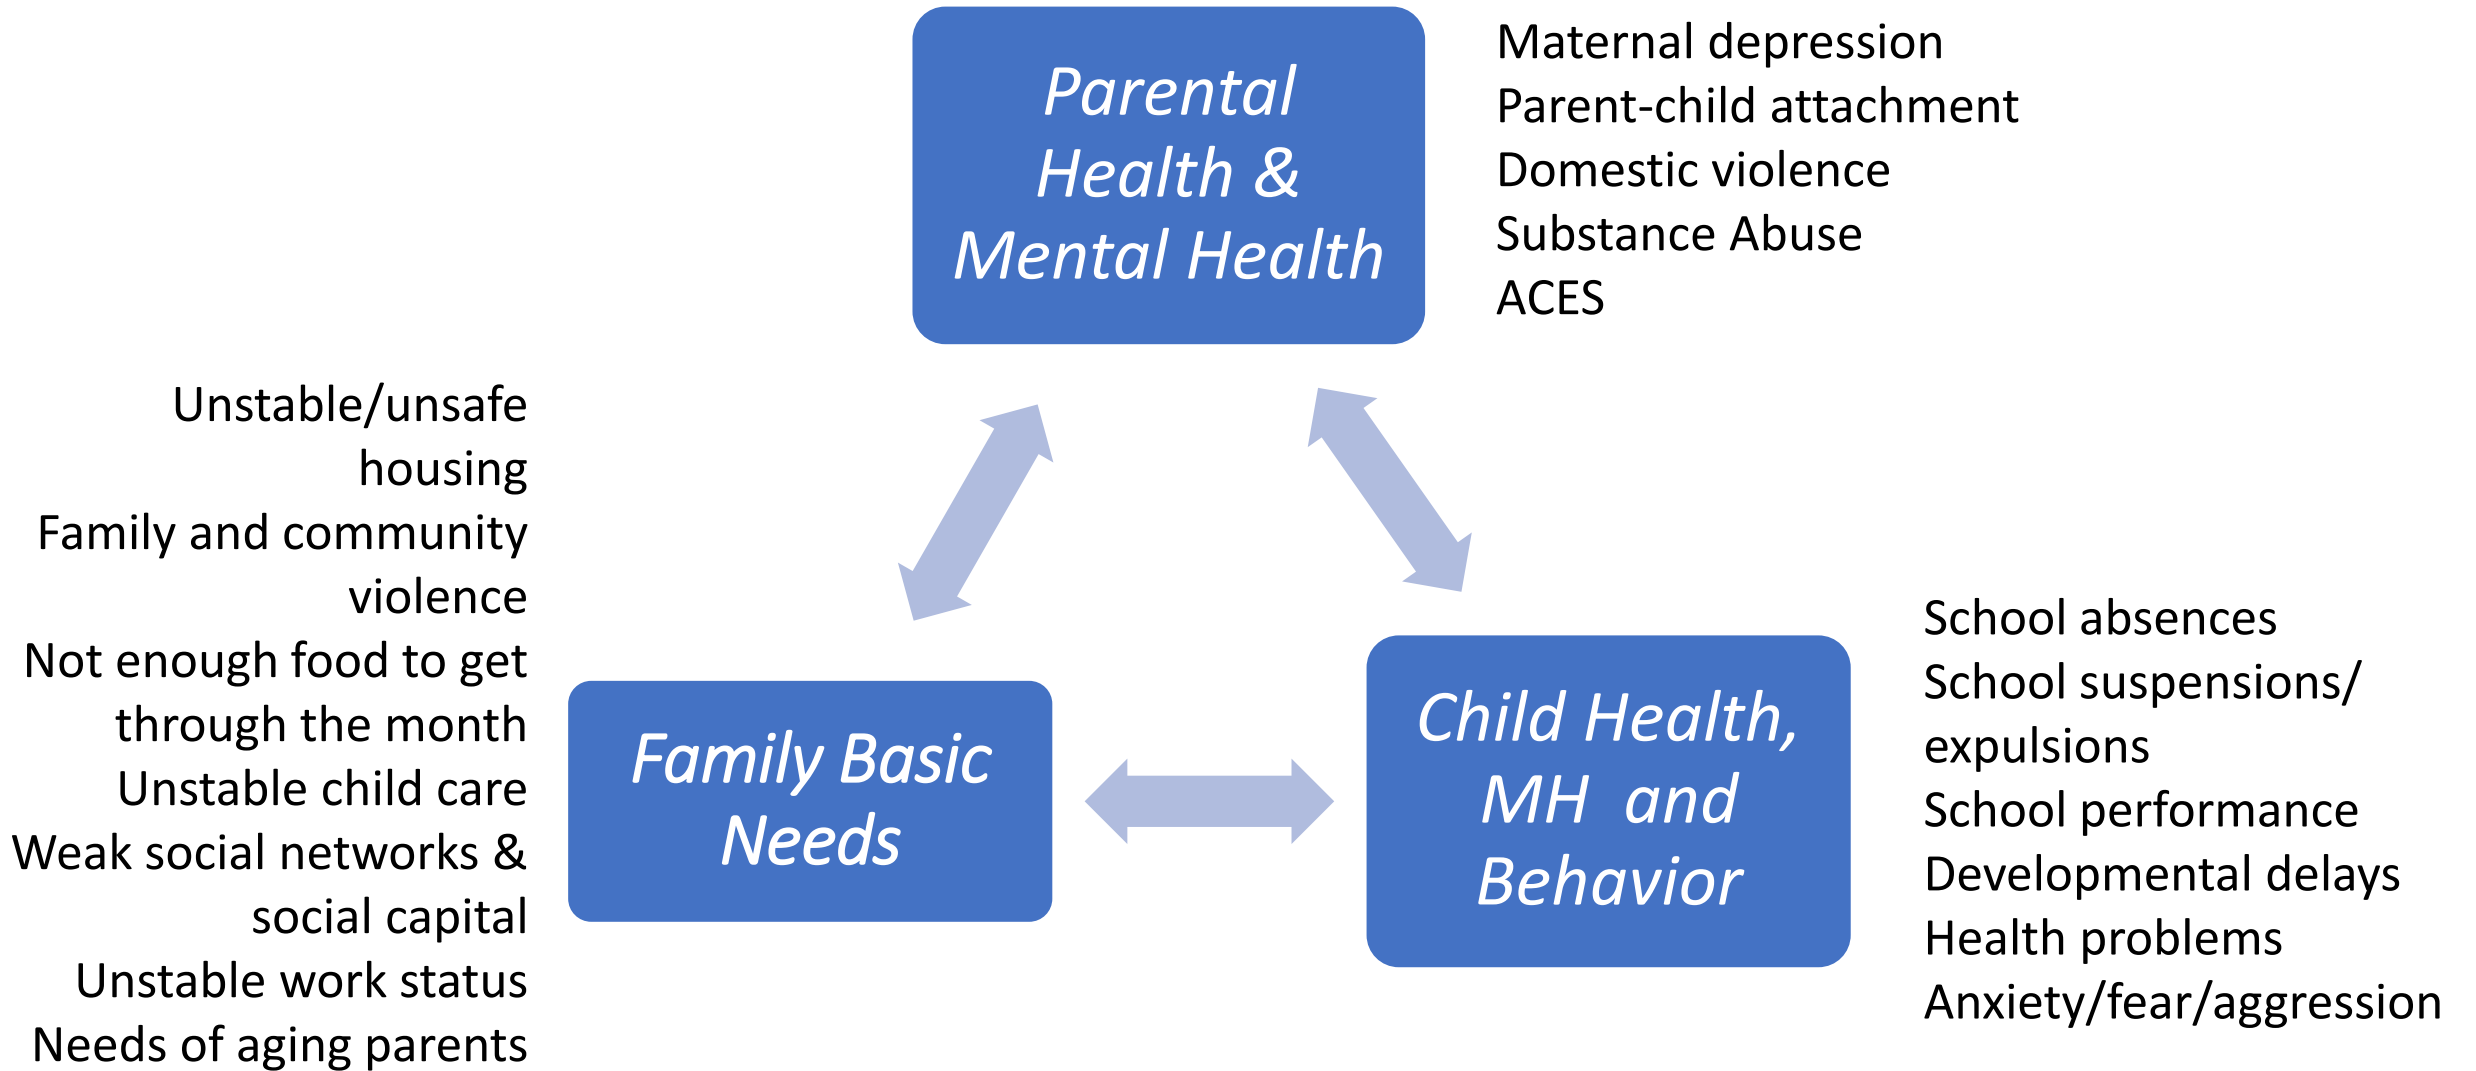 Parental
Health &
Mental Health
Maternal depression
Parent-child attachment
Domestic violence
Substance Abuse
ACES
Unstable/unsafe
housing
Family and community
violence
Not enough food to get
through the month
Unstable child care
Weak social networks &
social capital
Unstable work status
Needs of aging parents
Family Basic
Needs
Child Health,
MH  and
Behavior
School absences
School suspensions/
expulsions
School performance
Developmental delays
Health problems
Anxiety/fear/aggression